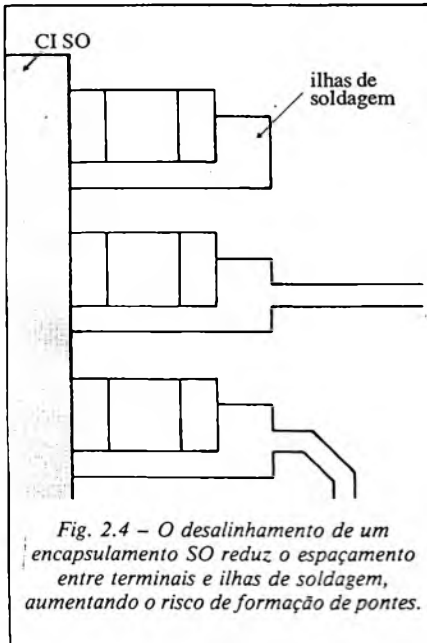 CI SO
ilhas de
soldagem
Fig. 2.4 – O desalinhamento de um
encapsulamento SO reduz o espaçamento
entre terminais e ilhas de soldagem,
aumentando o risco de formação de pontes.